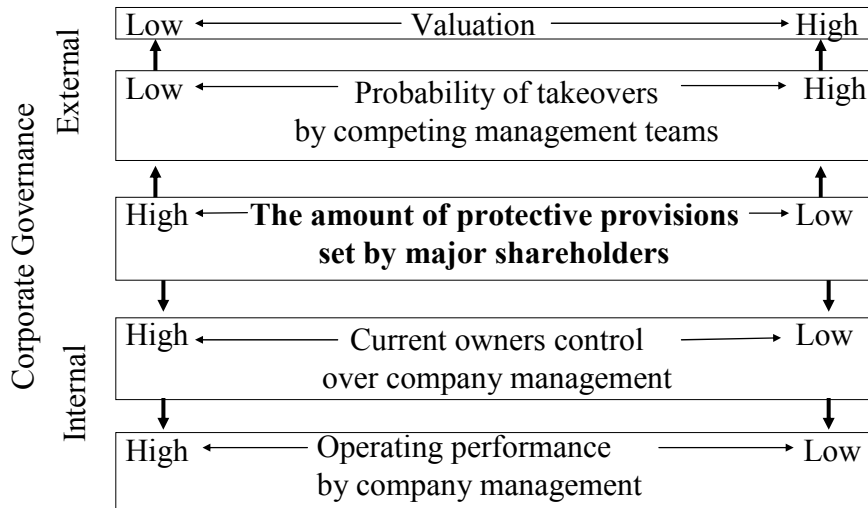 Low Valuation High
Low Probability of takeovers High
by competing management teams
High The amount of protective provisions Low
set by major shareholders
High Current owners control Low
over company management
High Operating performance Low
by company management
Corporate Governance
External
Internal